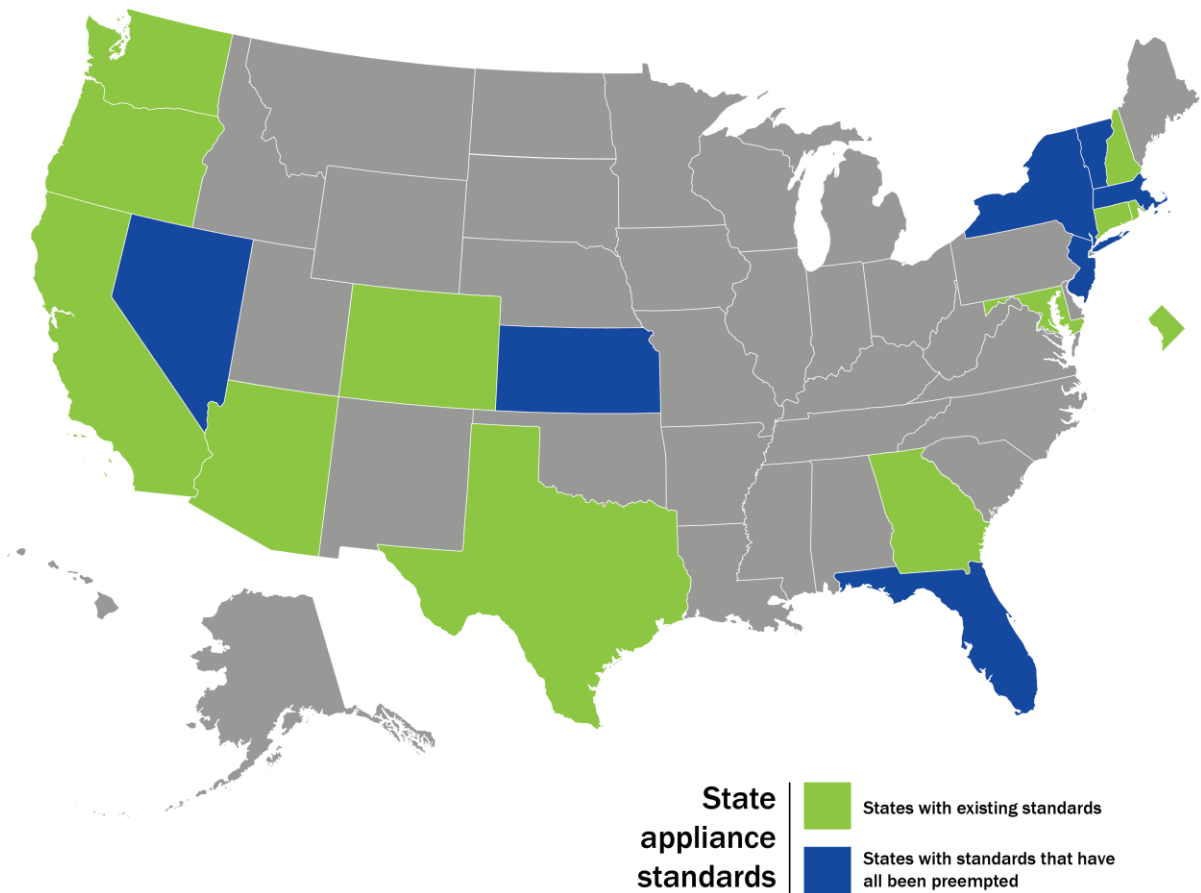 State
appliance
standards
States with existing standards
States with standards that have
all been preempted